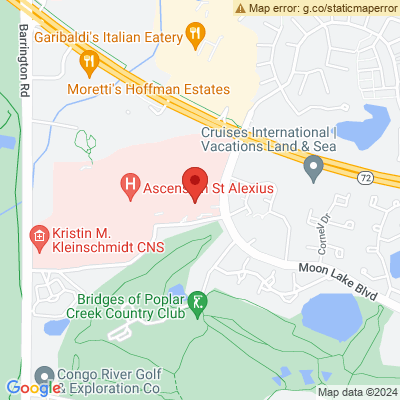 Map error: g.co/staticmaperror
Garibaldi's Italian Eatery
Barrington Rd
Moretti's Hoffman Estates
Cruises International
Vacations Land & Sea
72
H
Ascension St Alexius
Cornell Dr
Kristin M.
Kleinschmidt CNS
Moon Lake Blvd
Bridges of Poplar
Creek Country Club
Congo River Golf
& Exploration Co
Google
Map data ©2024